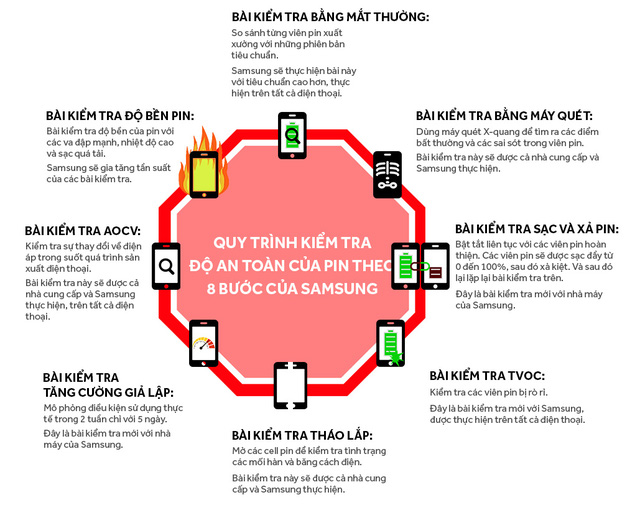 BÀI KIỂM TRA BẰNG MẮT THƯỜNG:
So sánh từng viên pin xuất
xưởng với những phiên bản
tiêu chuẩn.
Samsung sẽ thực hiện bài này
với tiêu chuẩn cao hơn, thực
hiện trên tất cả điện thoại.
BÀI KIỂM TRA BẰNG MÁY QUÉT:
Dùng máy quét X-quang để tìm ra các điểm
bất thường và các sai sót trong viên pin.
Bài kiểm tra này sẽ được cả nhà cung cấp và
Samsung thực hiện.
BÀI KIỂM TRA SẠC VÀ XẢ PIN:
Bật tắt liên tục với các viên pin hoàn
thiện. Các viên pin sẽ được sạc đầy từ
0 đến 100%, sau đó xả kiệt. Và sau đó
lại lặp lại bài kiểm tra trên.
Đây là bài kiểm tra mới với nhà máy
của Samsung.
BÀI KIỂM TRA TVOC:
Kiểm tra các viên pin bị rò rỉ.
Đây là bài kiểm tra mới với Samsung,
được thực hiện trên tất cả điện thoại.
BÀI KIỂM TRA THÁO LẮP:
Mở các cell pin để kiểm tra tình trạng
các mối hàn và băng cách điện.
Bài kiểm tra này sẽ được cả nhà cung
cấp và Samsung thực hiện.
BÀI KIỂM TRA
TĂNG CƯỜNG GIẢ LẬP:
Mô phỏng điều kiện sử dụng thực
tế trong 2 tuần chỉ với 5 ngày.
Đây là bài kiểm tra mới với nhà
máy của Samsung.
BÀI KIỂM TRA AOCV:
Kiểm tra sự thay đổi về điện
áp trong suốt quá trình sản
xuất điện thoại.
Bài kiểm tra này sẽ được cả
nhà cung cấp và Samsung
thực hiện, trên tất cả điện
thoại.
BÀI KIỂM TRA ĐỘ BỀN PIN:
Bài kiểm tra độ bền của pin với
các va đập mạnh, nhiệt độ cao
và sạc quá tải.
Samsung sẽ gia tăng tần suất
của các bài kiểm tra.
QUY TRÌNH KIỂM TRA
ĐỘ AN TOÀN CỦA PIN THEO
8 BƯỚC CỦA SAMSUNG